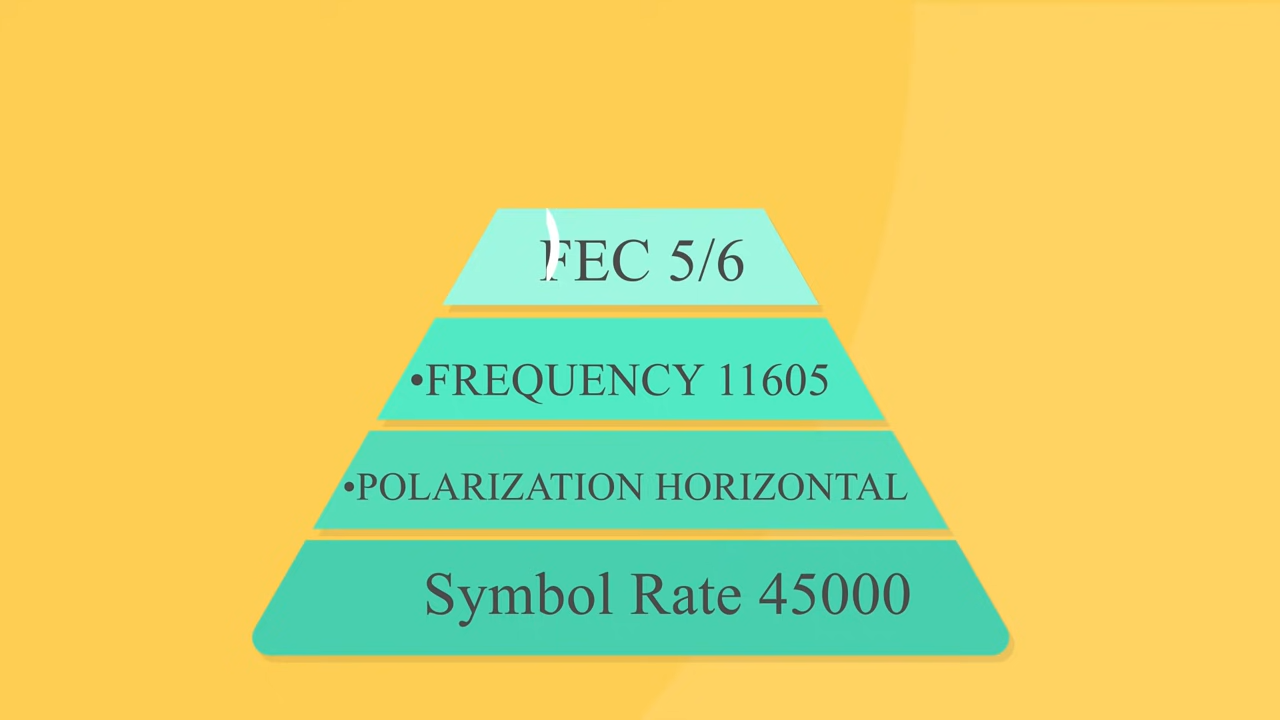 FEC 5/6
•FREQUENCY 11605
•POLARIZATION HORIZONTAL
Symbol Rate 45000